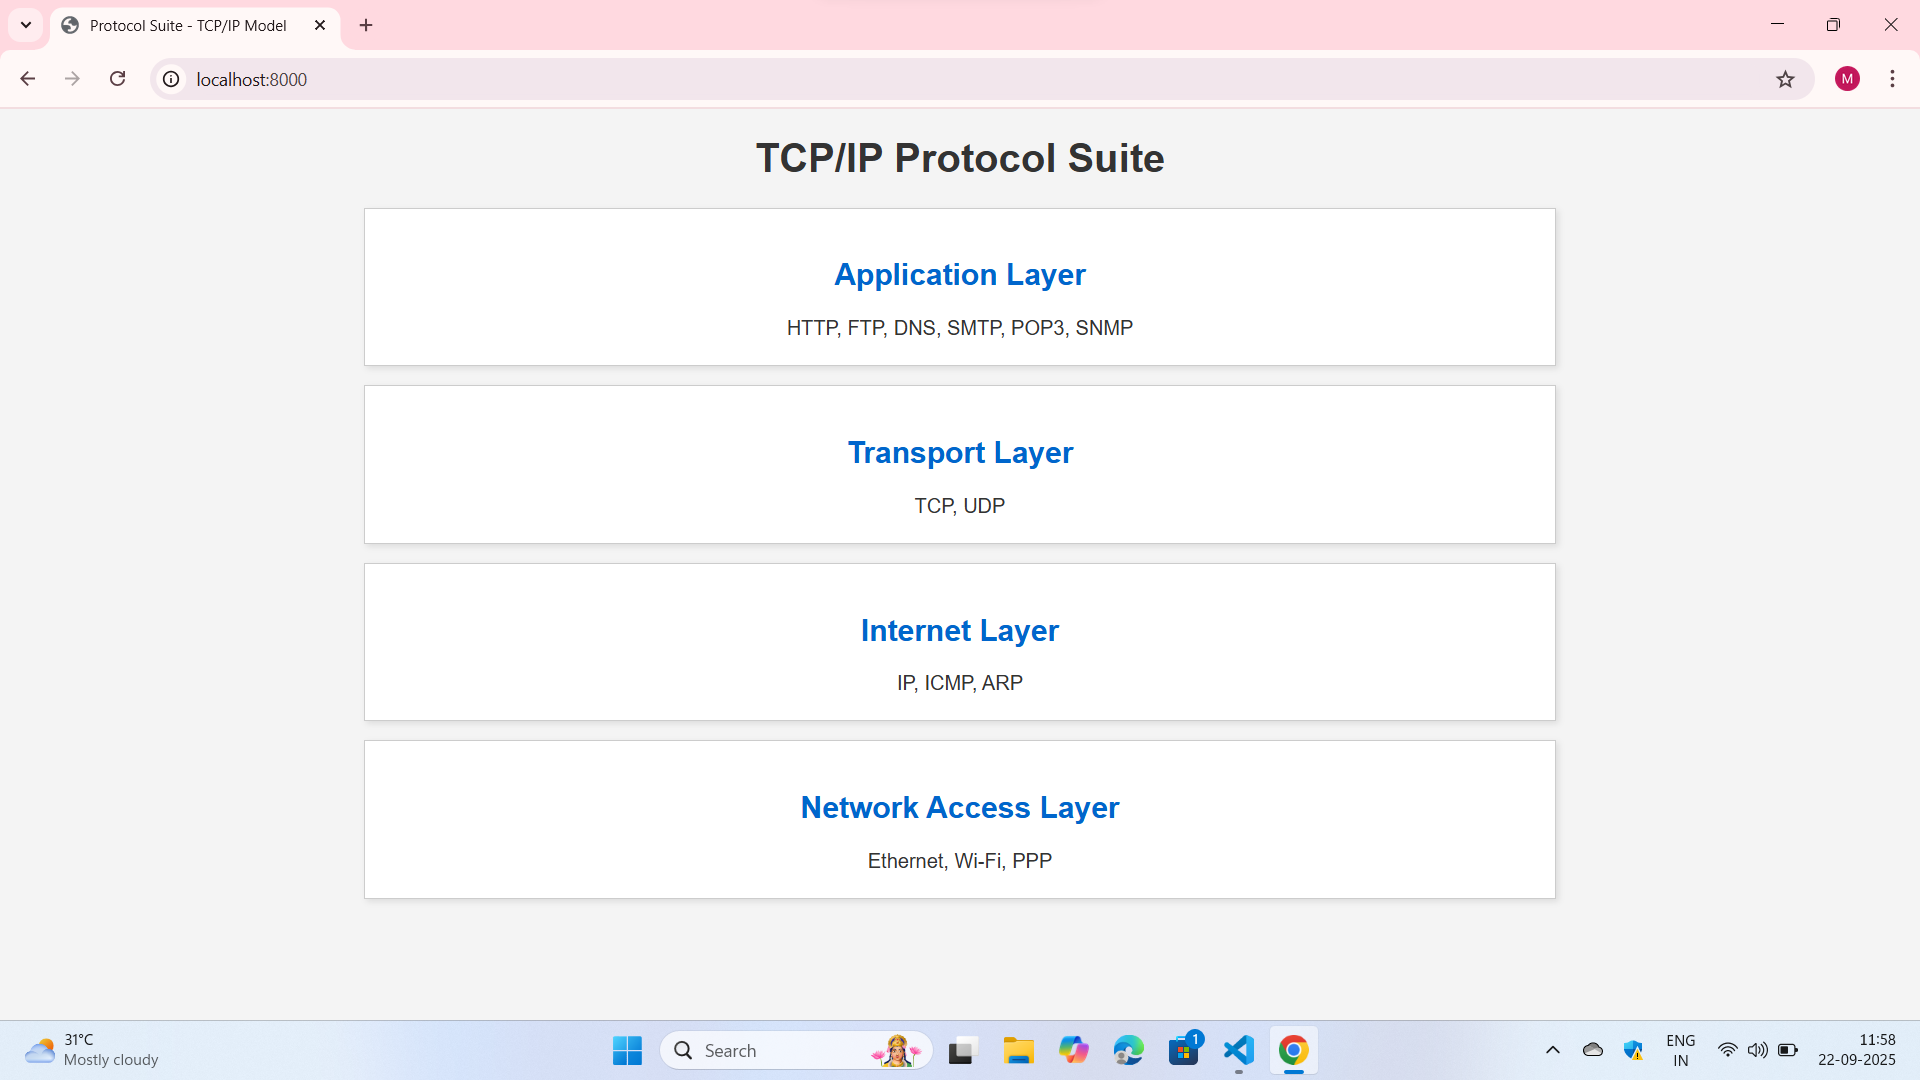 Protocol Suite - TCP/IP Model
localhost:8000
M
TCP/IP Protocol Suite
Application Layer
HTTP, FTP, DNS, SMTP, POP3, SNMP
Transport Layer
TCP, UDP
Internet Layer
IP, ICMP, ARP
Network Access Layer
Ethernet, Wi-Fi, PPP
31°C
Mostly cloudy
Search
1
ENG
IN
11:58
22-09-2025